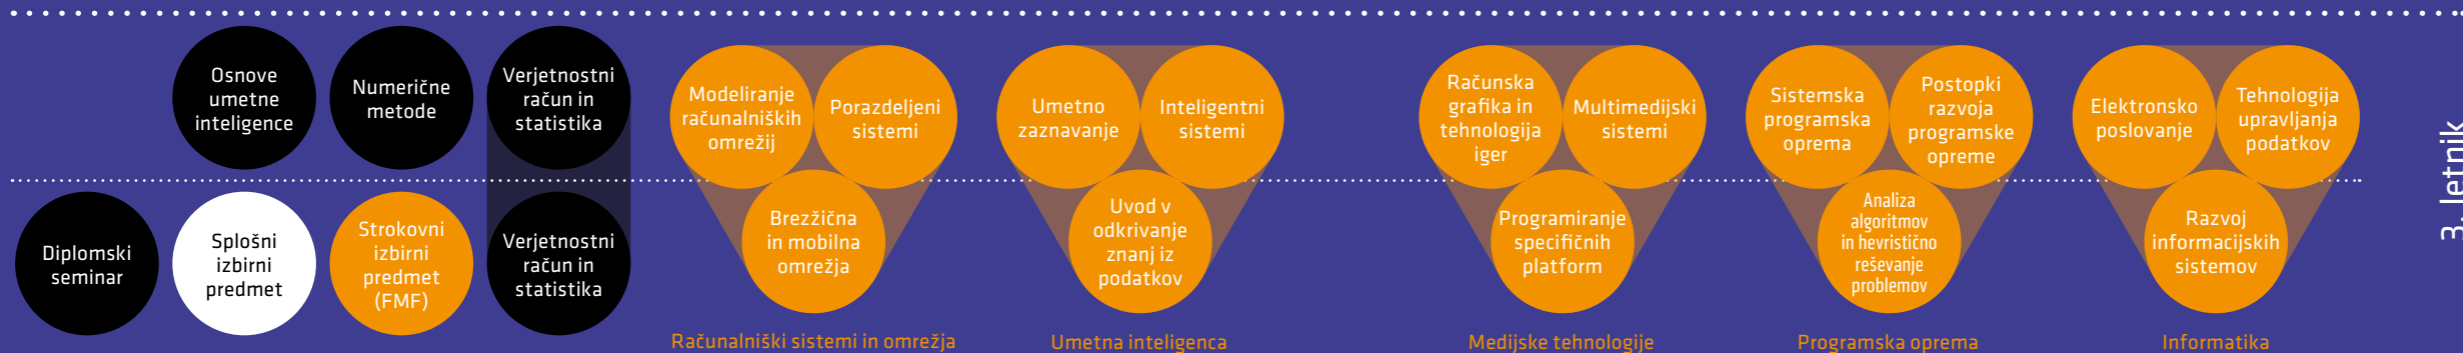 Osnove
umetne
inteligence
Numerične
metode
Verjetnostni
račun in
statistika
Modeliranje
računalniških
omrežij
Porazdeljeni
sistemi
Umetno
zaznavanje
Inteligentni
sistemi
Računska
grafika in
tehnologija
iger
Multimedijski
sistemi
Sistemska
programska
oprema
Postopki
razvoja
programske
opreme
Elektronsko
poslovanje
Tehnologija
upravljanja
podatkov
Diplomski
seminar
Splošni
izbirni
predmet
Strokovni
izbirni
predmet
(FMF)
Verjetnostni
račun in
statistika
Brezžična
in mobilna
omrežja
Uvod v
odkrivanje
znanj iz
podatkov
Programiranje
specifičnih
platform
Analiza
algoritmov
in hevristično
reševanje
problemov
Razvoj
informacijskih
sistemov
Računalniški sistemi in omrežja
Umetna inteligenca
Medijske tehnologije
Programska oprema
Informatika
3. letnik